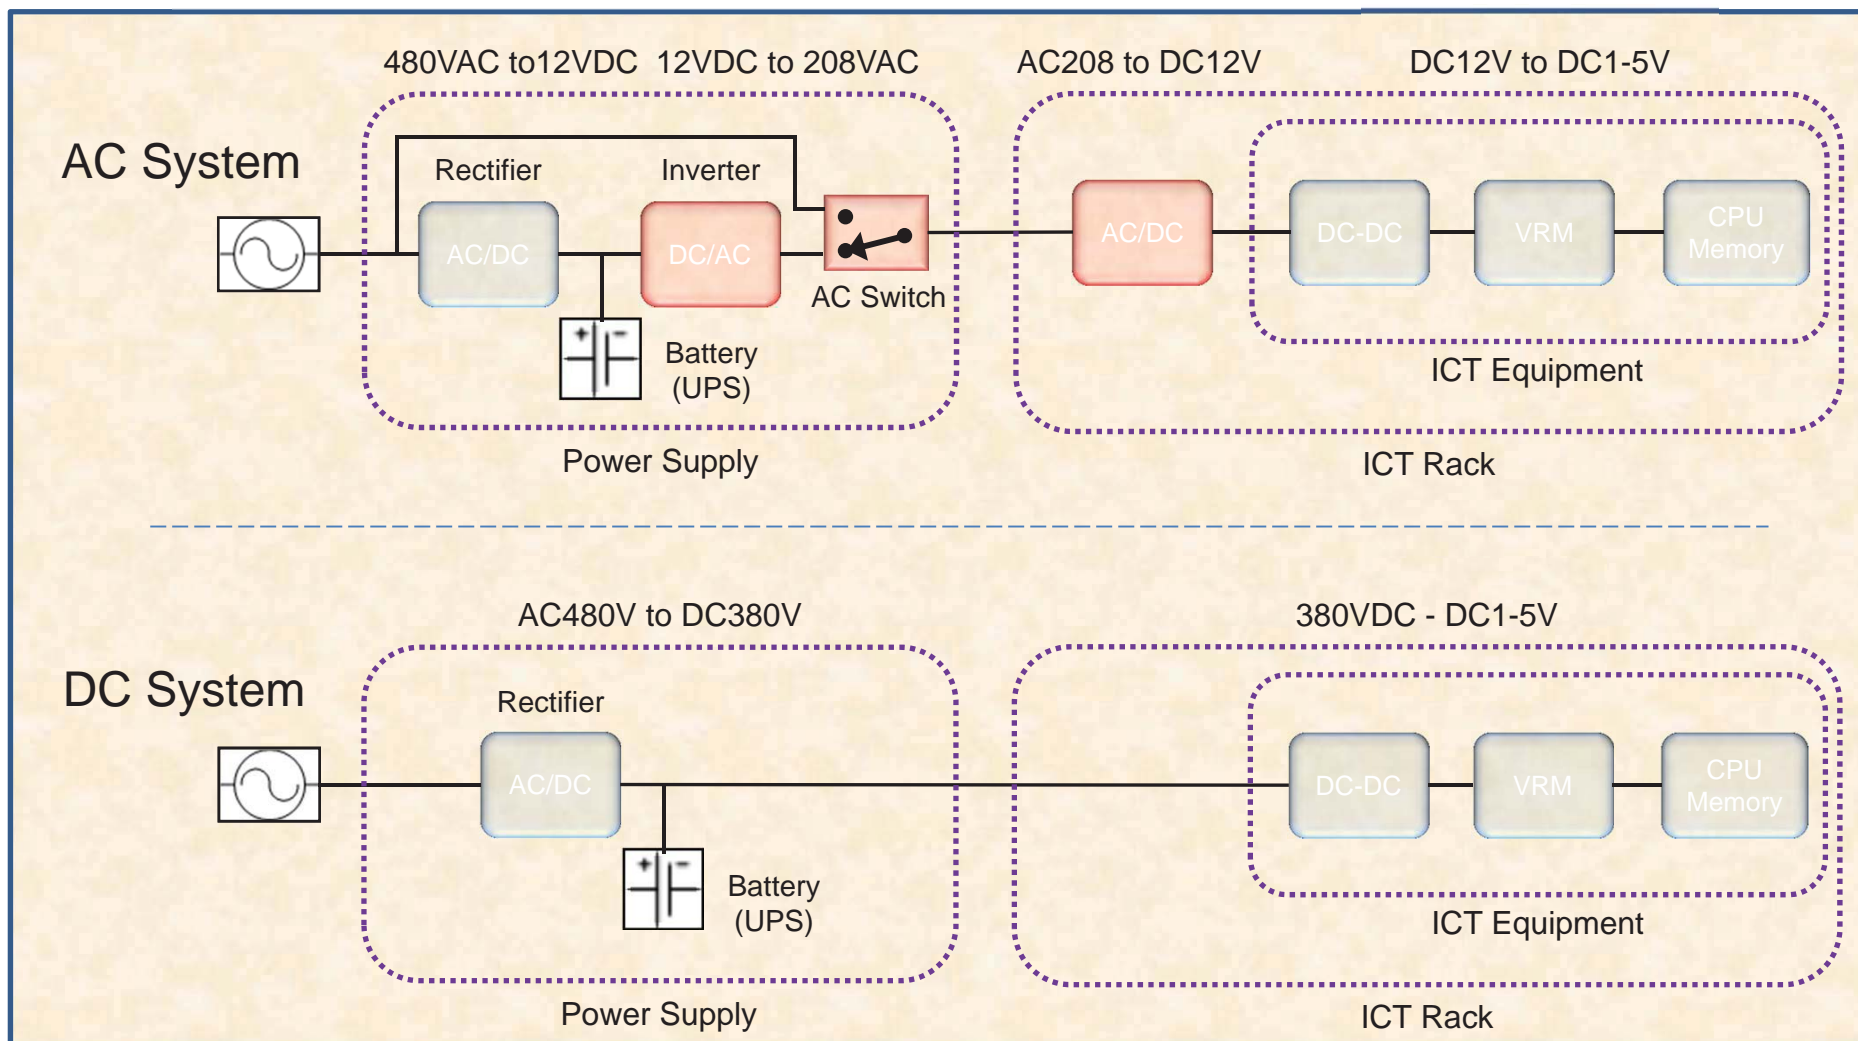 480VAC to12VDC 12VDC to 208VAC AC208 to DC12V DC12V to DC1-5V
AC System
Rectifier Inverter
AC/DC DC/AC AC/DC DC-DC VRM CPU
Memory
AC Switch
+ -
Battery
(UPS)
ICT Equipment
Power Supply ICT Rack
AC480V to DC380V 380VDC - DC1-5V
DC System
Rectifier
AC/DC DC-DC VRM CPU
Memory
+ -
Battery
(UPS)
ICT Equipment
Power Supply ICT Rack